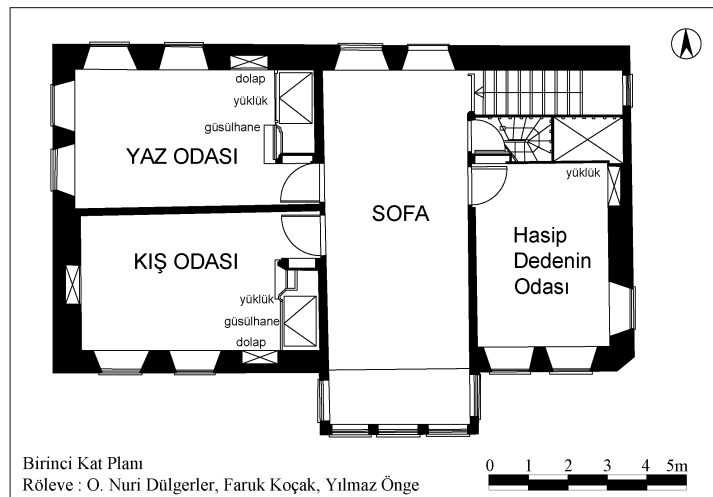 dolap
yüklük
güsülhane
YAZ ODASI
yüklük
SOFA
Hasip
Dedenin
Odası
KIŞ ODASI
yüklük
güsülhane
dolap
Birinci Kat Planı
Röleve : O. Nuri Dülgerler, Faruk Koçak, Yılmaz Önge
0 1 2 3 4 5m